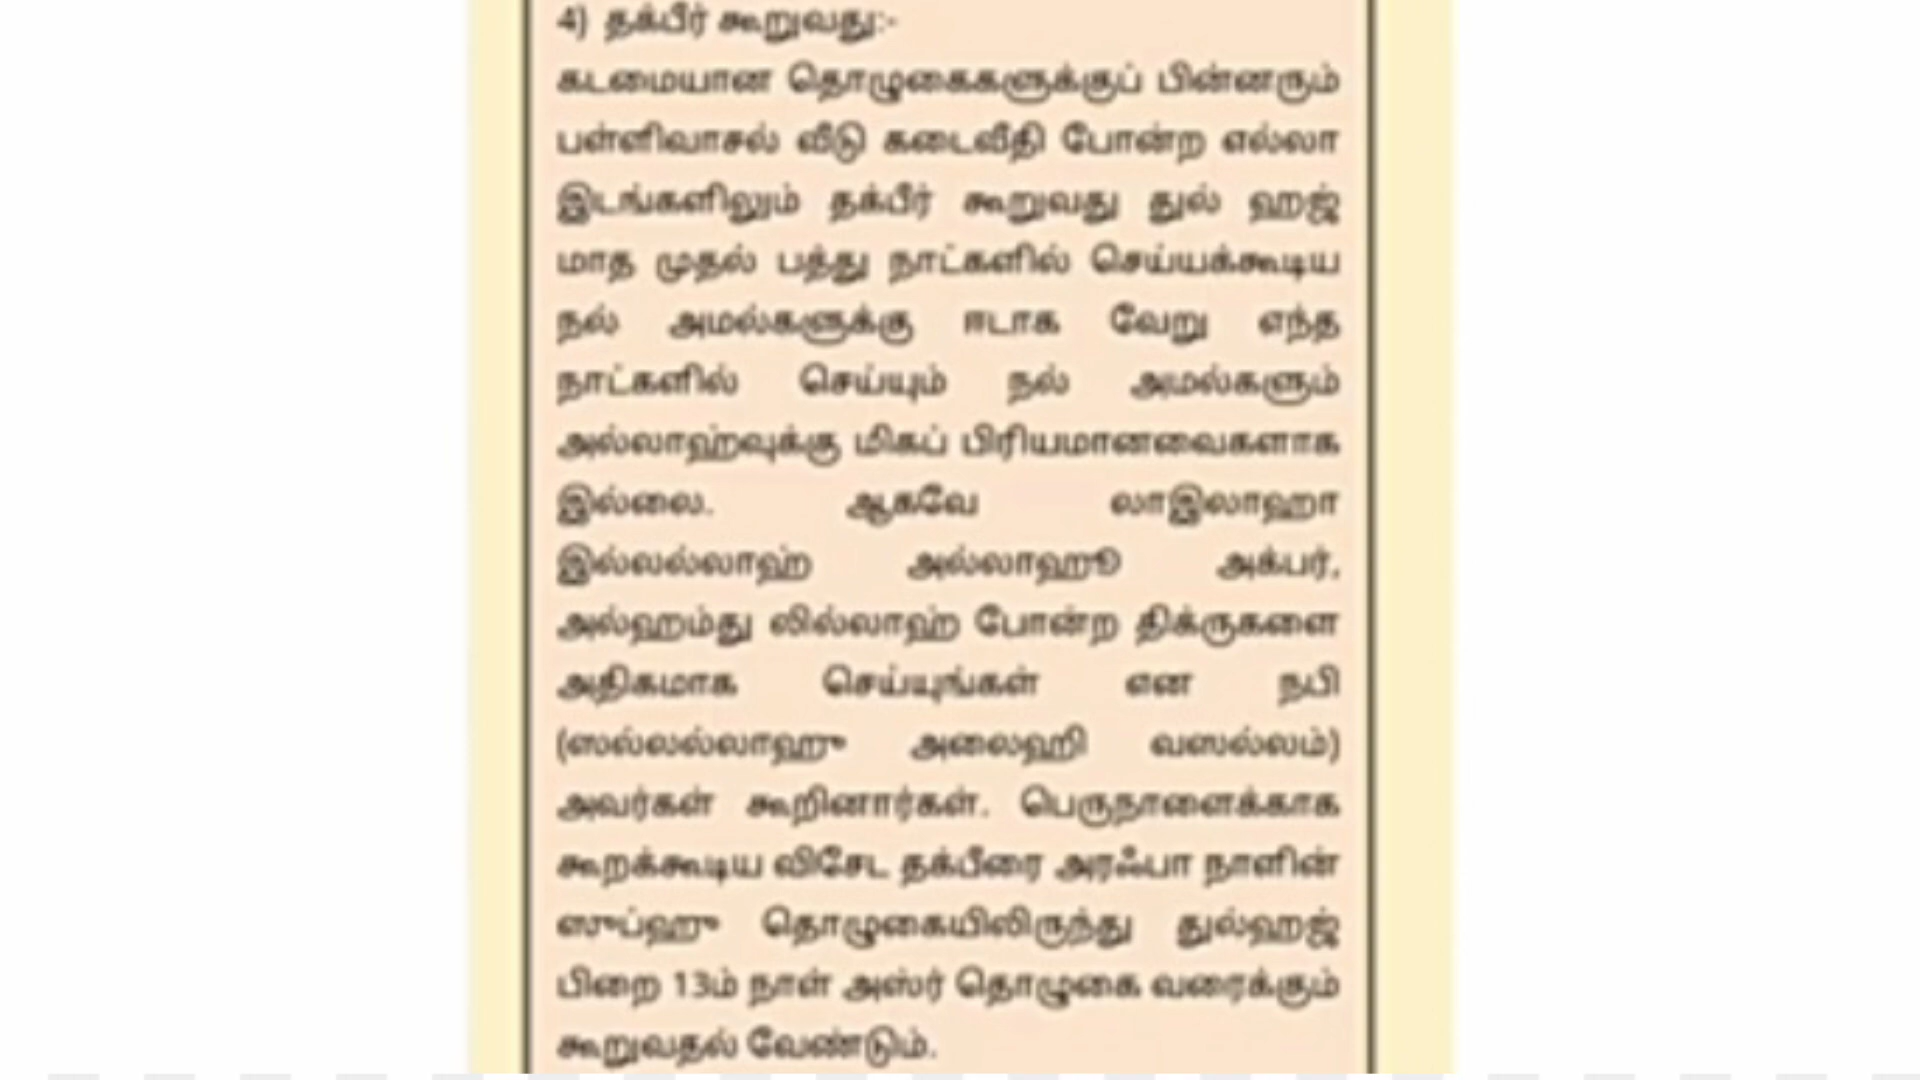 4) தக்பீர் கூறுவது:-
கடமையான தொழுகைகளுக்குப் பின்னரும்
பள்ளிவாசல் வீடு கடைவீதி போன்ற எல்லா
இடங்களிலும் தக்பீர் கூறுவது துல் ஹஜ்
மாத முதல் பத்து நாட்களில் செய்யக்கூடிய
நல் அமல்களுக்கு ஈடாக வேறு எந்த
நாட்களில் செய்யும் நல் அமல்களும்
அல்லாஹ்வுக்கு மிகப் பிரியமானவைகளாக
இல்லை. ஆகவே லாஇலாஹா
இல்லல்லாஹ் அல்லாஹூ அக்பர்,
அல்ஹம்து லில்லாஹ் போன்ற திக்ருகளை
அதிகமாக செய்யுங்கள் என நபி
(ஸல்லல்லாஹு அலைஹி வஸல்லம்)
அவர்கள் கூறினார்கள். பெருநாளைக்காக
கூறக்கூடிய விசேட தக்பீரை அரஃபா நாளின்
ஸுப்ஹு தொழுகையிலிருந்து துல்ஹஜ்
பிறை 13ம் நாள் அஸ்ர் தொழுகை வரைக்கும்
கூறுவதல் வேண்டும்.